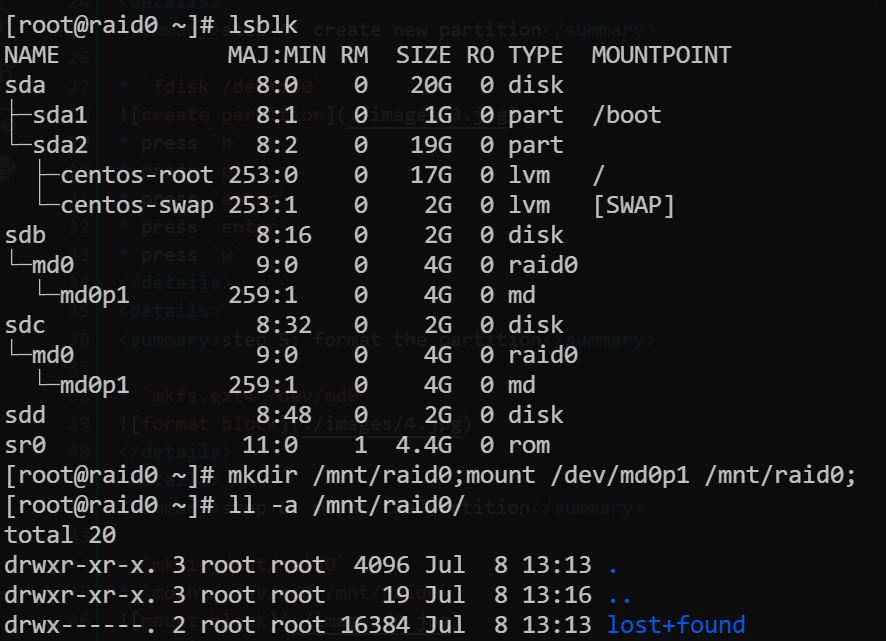 [root@raid0 ~]# lsblk
NAME            MAJ:MIN RM  SIZE RO TYPE  MOUNTPOINT
sda               8:0    0   20G  0 disk
├─sda1            8:1    0    1G  0 part  /boot
└─sda2            8:2    0   19G  0 part
  ├─centos-root 253:0    0   17G  0 lvm   /
  └─centos-swap 253:1    0    2G  0 lvm   [SWAP]
sdb               8:16   0    2G  0 disk
└─md0             9:0    0    4G  0 raid0
  └─md0p1       259:1    0    4G  0 md
sdc               8:32   0    2G  0 disk
└─md0             9:0    0    4G  0 raid0
  └─md0p1       259:1    0    4G  0 md
sdd               8:48   0    2G  0 disk
sr0              11:0    1  4.4G  0 rom
[root@raid0 ~]# mkdir /mnt/raid0;mount /dev/md0p1 /mnt/raid0;
[root@raid0 ~]# ll -a /mnt/raid0/
total 20
drwxr-xr-x. 3 root root  4096 Jul  8 13:13 .
drwxr-xr-x. 3 root root    19 Jul  8 13:16 ..
drwx------. 2 root root 16384 Jul  8 13:13 lost+found